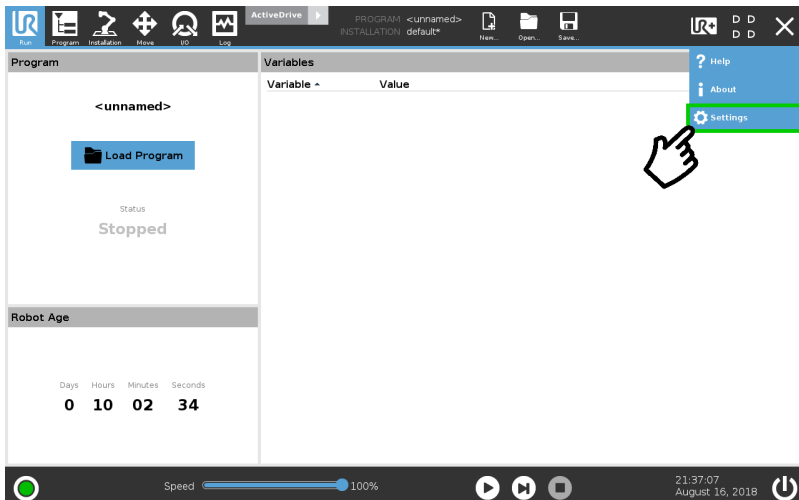 ActiveDrive
PROGRAM <unnamed>
INSTALLATION default*
UR
UR+
D D
D D
Run Program Installation Move I/O Log
New... Open... Save...
Program
<unnamed>
Load Program
Status
Stopped
Robot Age
Days Hours Minutes Seconds
0 10 02 34
Variables
Variable Value
? Help
i About
Settings
Speed 100%
21:37:07
August 16, 2018